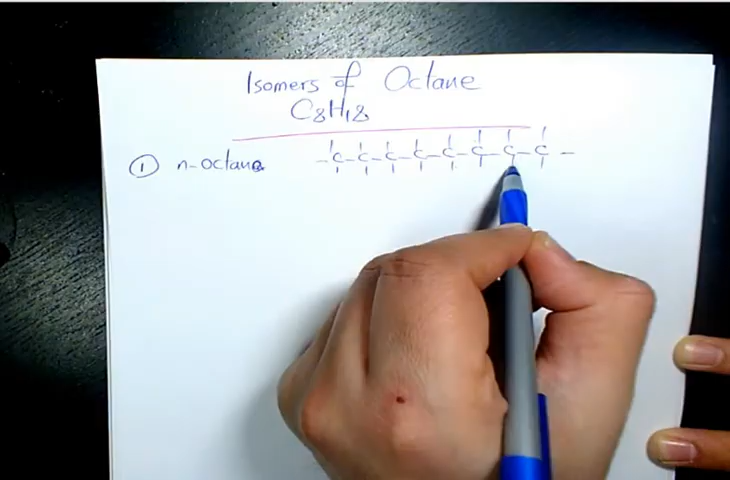 Isomers of Octane
C8H18
① n-octane -C-C-C-C-C-C-C-C-